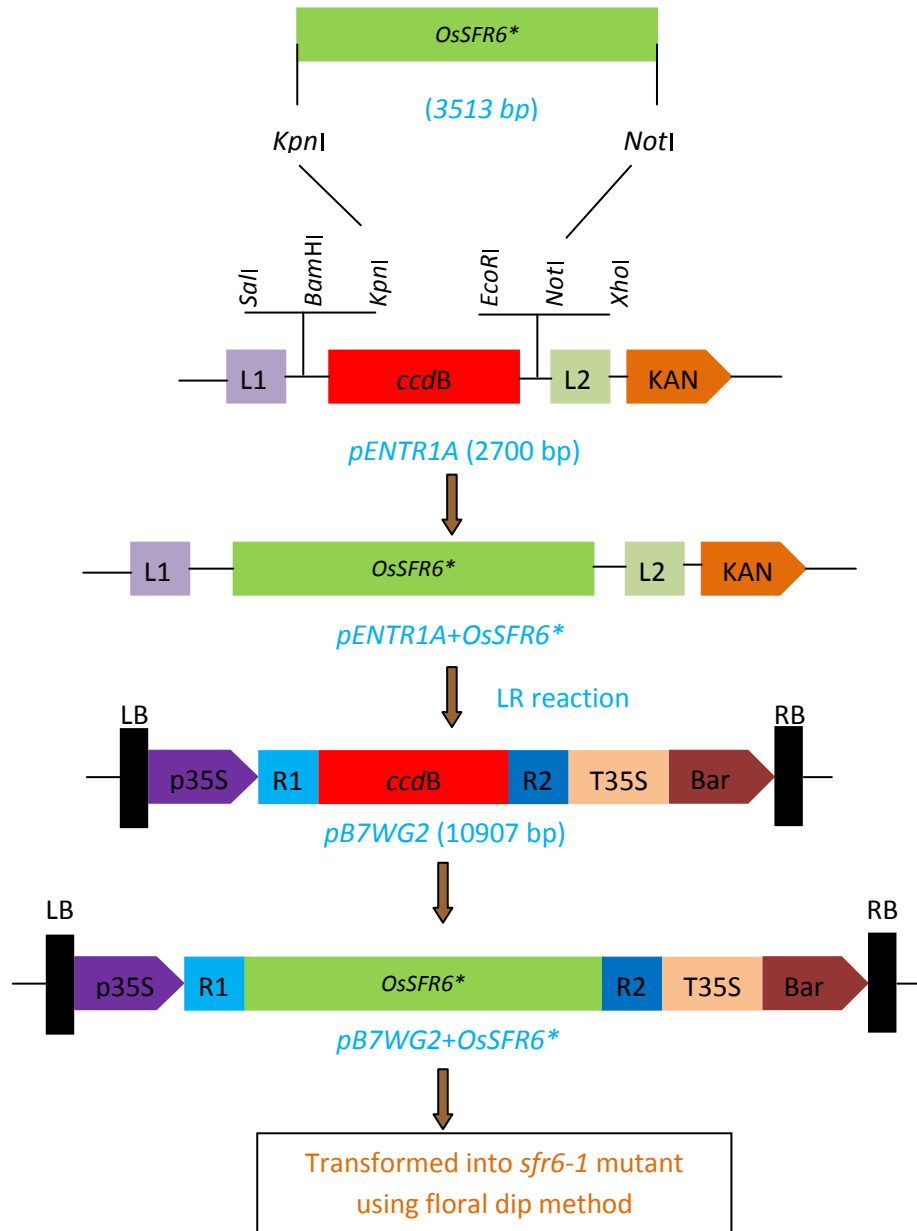 OsSFR6*
(3513 bp)
KpnI NotI
SalI BamHI KpnI EcoRI NotI XhoI
L1 ccdB L2 KAN
pENTR1A (2700 bp)
L1 OsSFR6* L2 KAN
pENTR1A+OsSFR6*
LR reaction
LB RB
p35S R1 ccdB R2 T35S Bar
pB7WG2 (10907 bp)
LB RB
p35S R1 OsSFR6* R2 T35S Bar
pB7WG2+OsSFR6*
Transformed into sfr6-1 mutant
using floral dip method